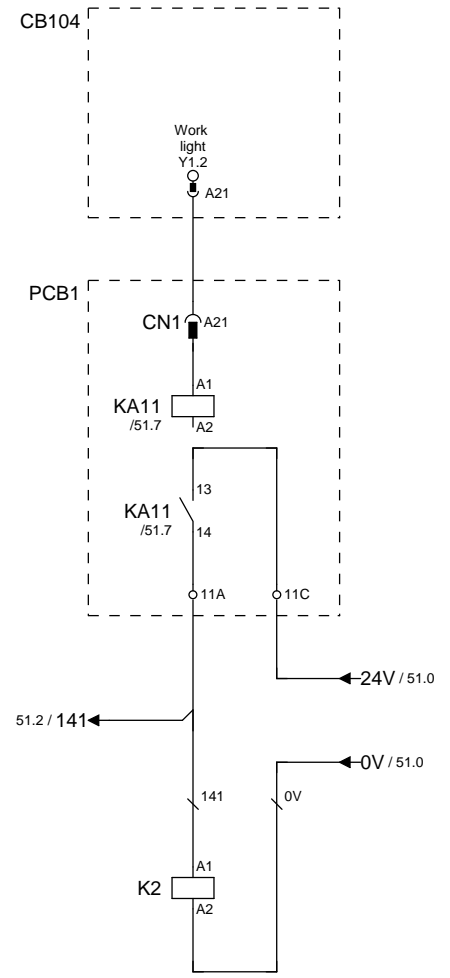 CB104
Work
light
Y1.2
A21
PCB1
CN1 A21
A1
KA11
/51.7
A2
13
KA11
/51.7
14
11A
11C
24V / 51.0
51.2 / 141
0V / 51.0
141
0V
A1
K2
A2